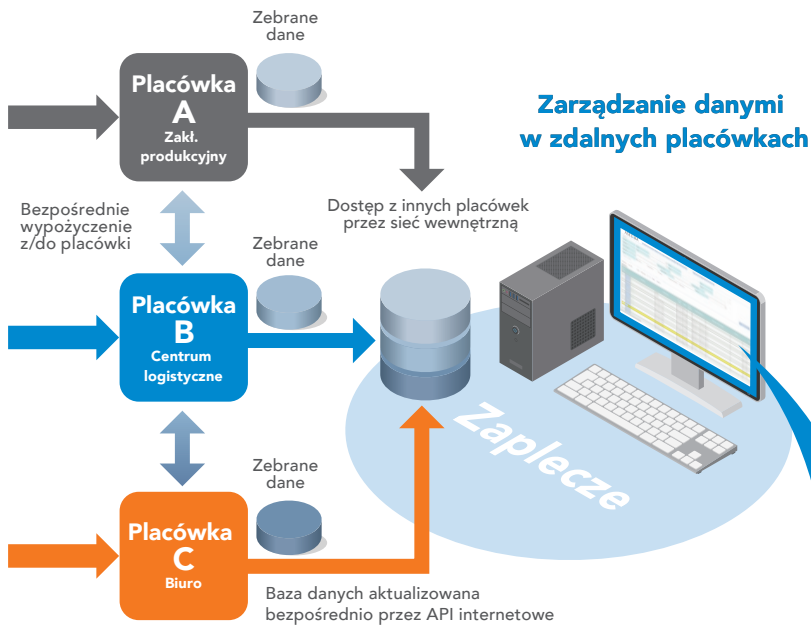 Zebrane
dane
Placówka
A
Zakł.
produkcyjny
Zarządzanie danymi
w zdalnych placówkach
Bezpośrednie
wypożyczenie
z/do placówki
Dostęp z innych placówek
przez sieć wewnętrzną
Zebrane
dane
Placówka
B
Centrum
logistyczne
Zaplecze
Zebrane
dane
Placówka
C
Biuro
Baza danych aktualizowana
bezpośrednio przez API internetowe